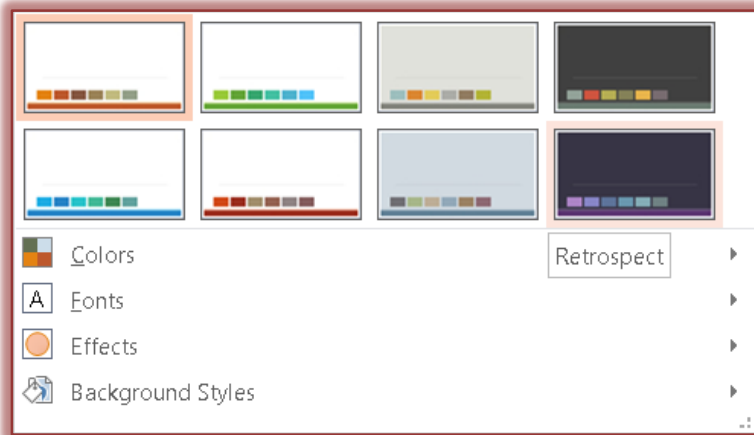 Colors
Retrospect
A Fonts
Effects
Background Styles